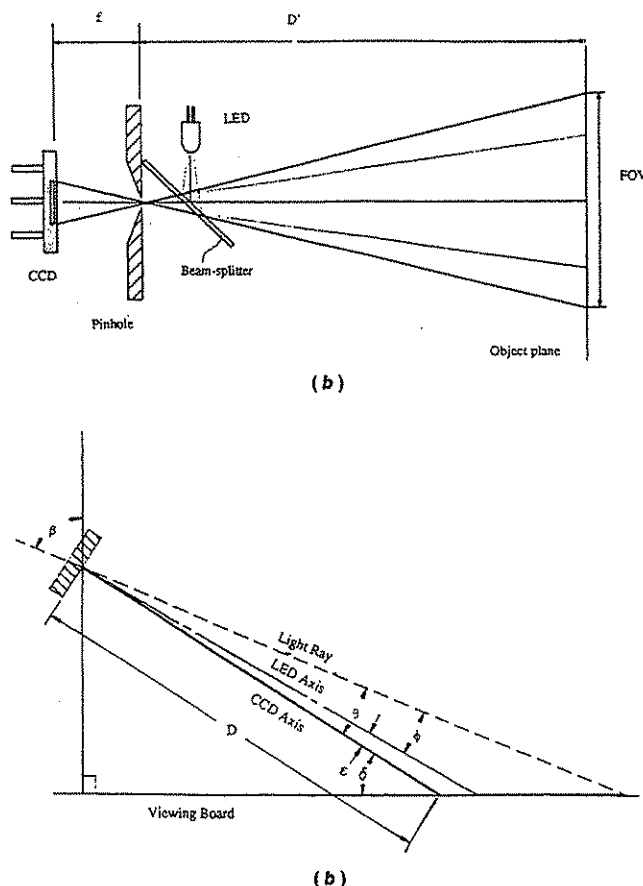 f
D'
LED
FOV
CCD
Beam-splitter
Pinhole
Object plane
(b)
β
Light Ray
LED Axis
CCD Axis
D
θ
φ
ε
δ
Viewing Board
(b)